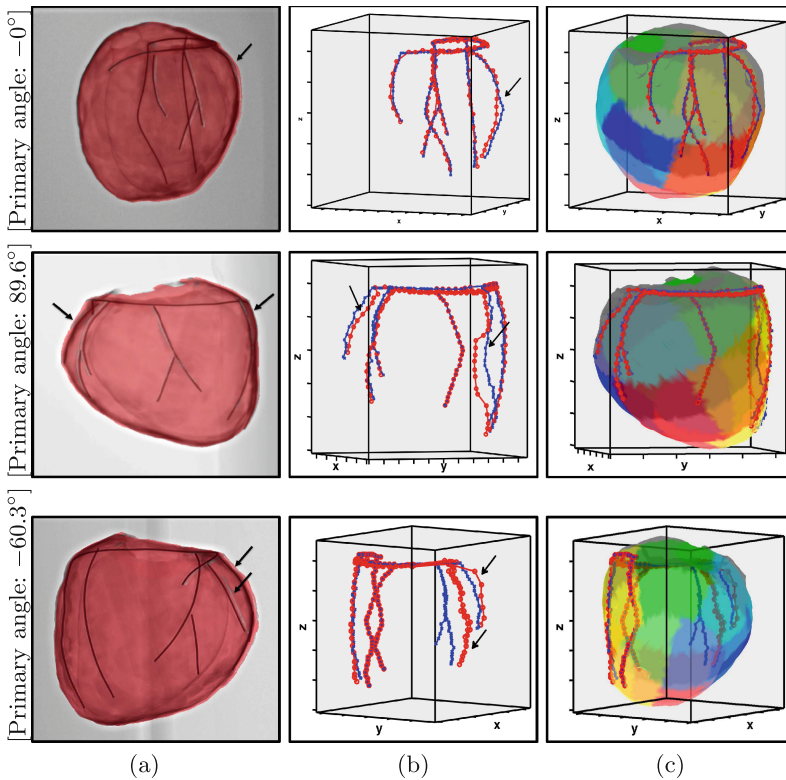 [Primary angle: −0°]
z
x
y
x
y
[Primary angle: 89.6°]
z
x
y
z
x
y
[Primary angle: −60.3°]
z
y
x
z
y
x
(a)
(b)
(c)